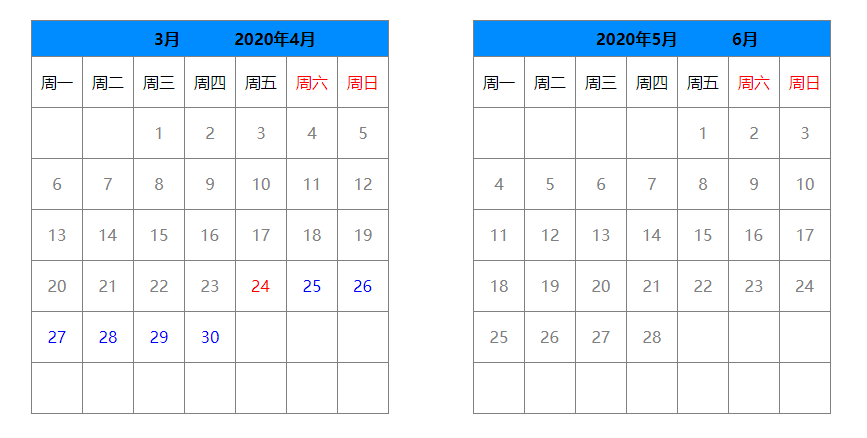 3月 2020年4月
周一 周二 周三 周四 周五 周六 周日
1 2 3 4 5
6 7 8 9 10 11 12
13 14 15 16 17 18 19
20 21 22 23 24 25 26
27 28 29 30
2020年5月 6月
周一 周二 周三 周四 周五 周六 周日
1 2 3
4 5 6 7 8 9 10
11 12 13 14 15 16 17
18 19 20 21 22 23 24
25 26 27 28